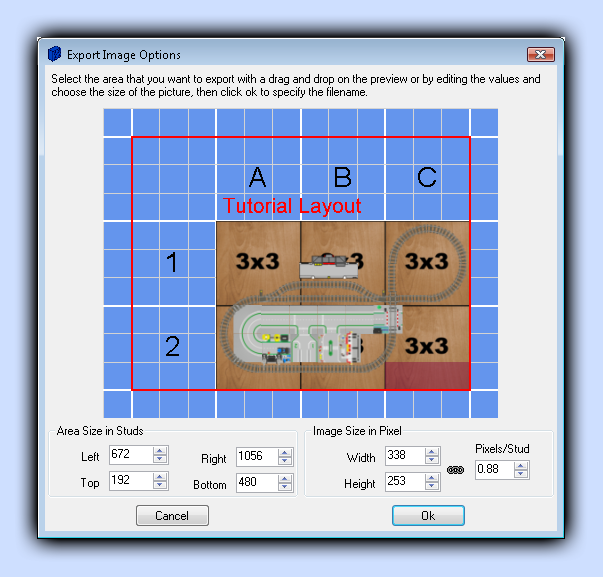 Export Image Options
Select the area that you want to export with a drag and drop on the preview or by editing the values and
choose the size of the picture, then click ok to specify the filename.
A B C
Tutorial Layout
1 3x3 3 3x3
2 3x3
Area Size in Studs
Left 672 Right 1056
Top 192 Bottom 480
Image Size in Pixel
Width 338 Pixels/Stud
Height 253 0.88
Cancel Ok